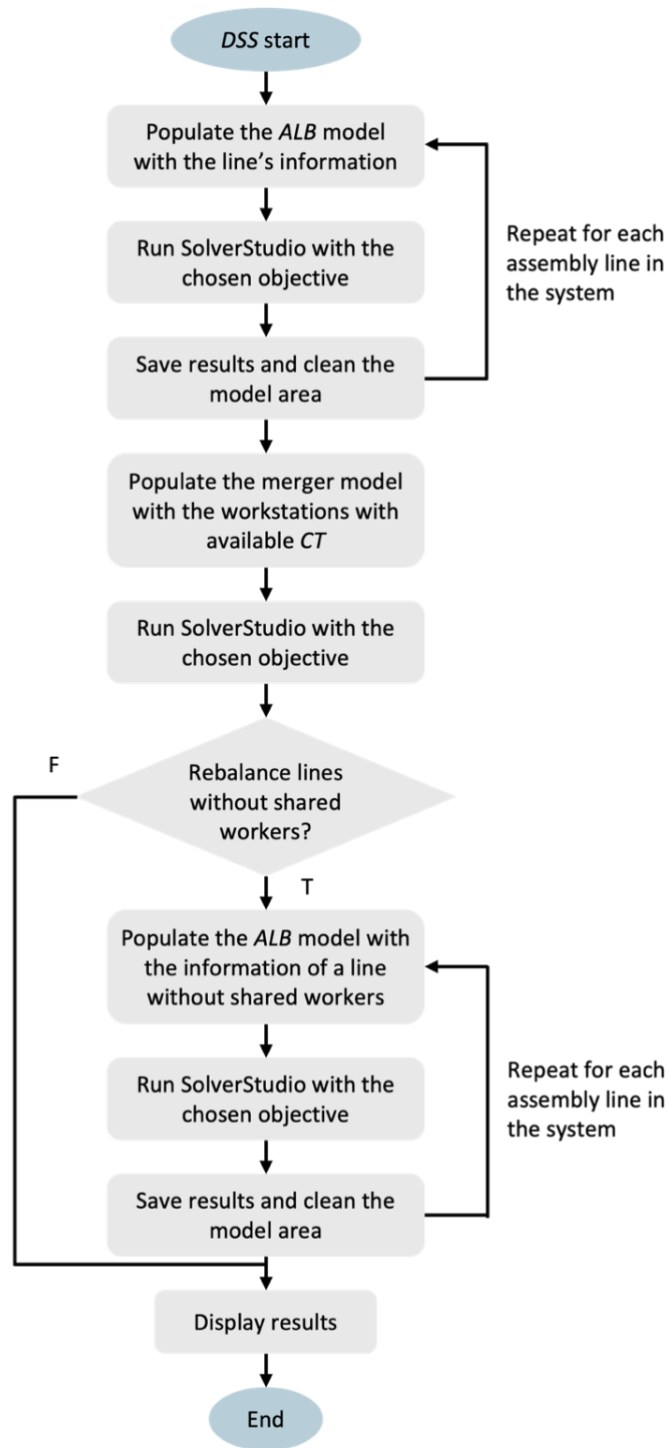 DSS start
Populate the ALB model
with the line's information
Repeat for each
assembly line in
the system
Run SolverStudio with the
chosen objective
Save results and clean the
model area
Populate the merger model
with the workstations with
available CT
Run SolverStudio with the
chosen objective
F
Rebalance lines
without shared
workers?
T
Populate the ALB model with
the information of a line
without shared workers
Repeat for each
assembly line in
the system
Run SolverStudio with the
chosen objective
Save results and clean the
model area
Display results
End